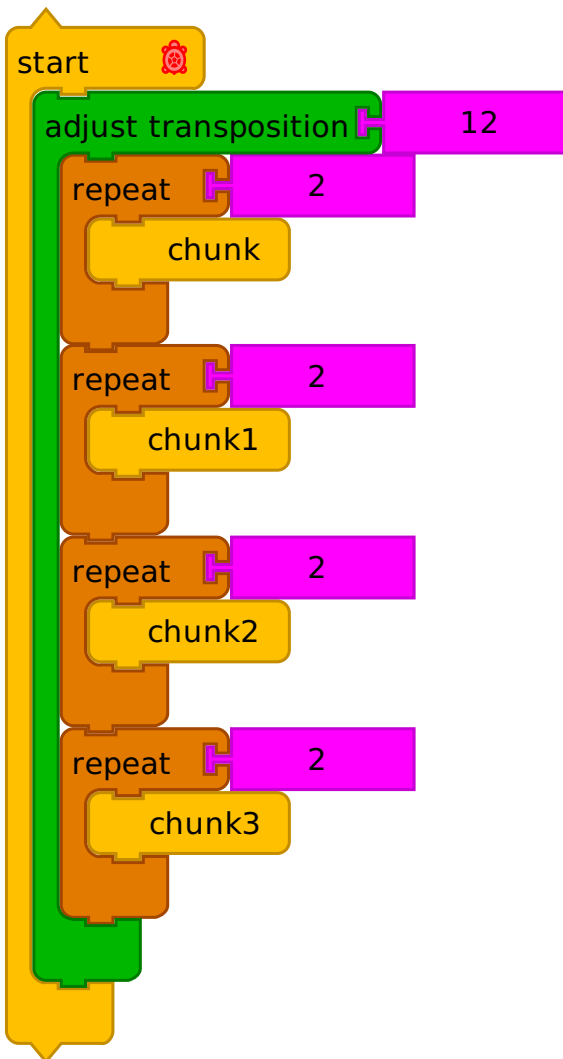 start
adjust transposition 12
repeat 2
chunk
repeat 2
chunk1
repeat 2
chunk2
repeat 2
chunk3